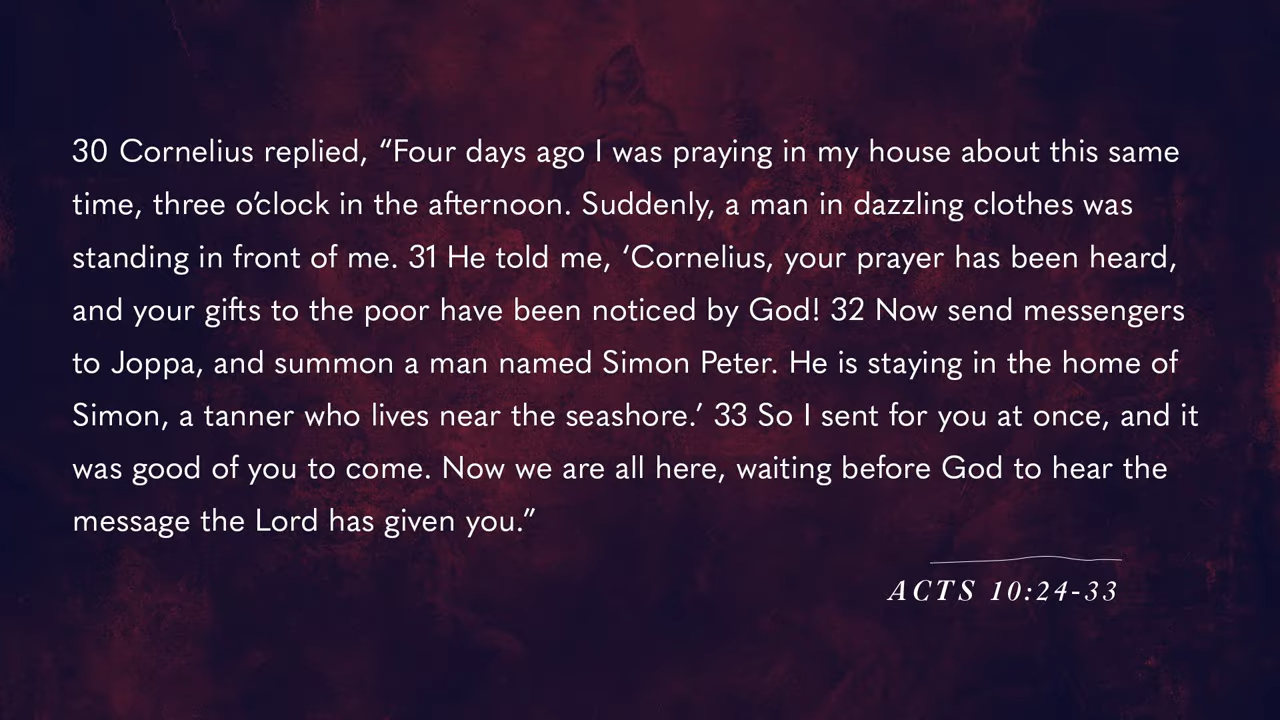 30 Cornelius replied, “Four days ago I was praying in my house about this same
time, three o’clock in the afternoon. Suddenly, a man in dazzling clothes was
standing in front of me. 31 He told me, ‘Cornelius, your prayer has been heard,
and your gifts to the poor have been noticed by God! 32 Now send messengers
to Joppa, and summon a man named Simon Peter. He is staying in the home of
Simon, a tanner who lives near the seashore.’ 33 So I sent for you at once, and it
was good of you to come. Now we are all here, waiting before God to hear the
message the Lord has given you.”
ACTS 10:24-33